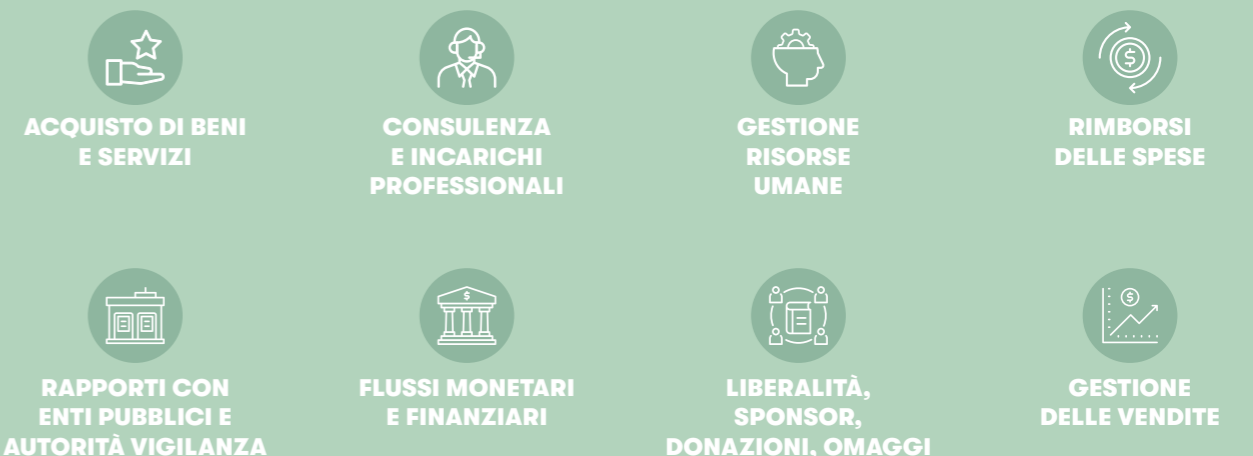 ACQUISTO DI BENI
E SERVIZI
CONSULENZA
E INCARICHI
PROFESSIONALI
GESTIONE
RISORSE
UMANE
RIMBORSI
DELLE SPESE
RAPPORTI CON
ENTI PUBBLICI E
AUTORITÀ VIGILANZA
FLUSSI MONETARI
E FINANZIARI
LIBERALITÀ,
SPONSOR,
DONAZIONI, OMAGGI
GESTIONE
DELLE VENDITE